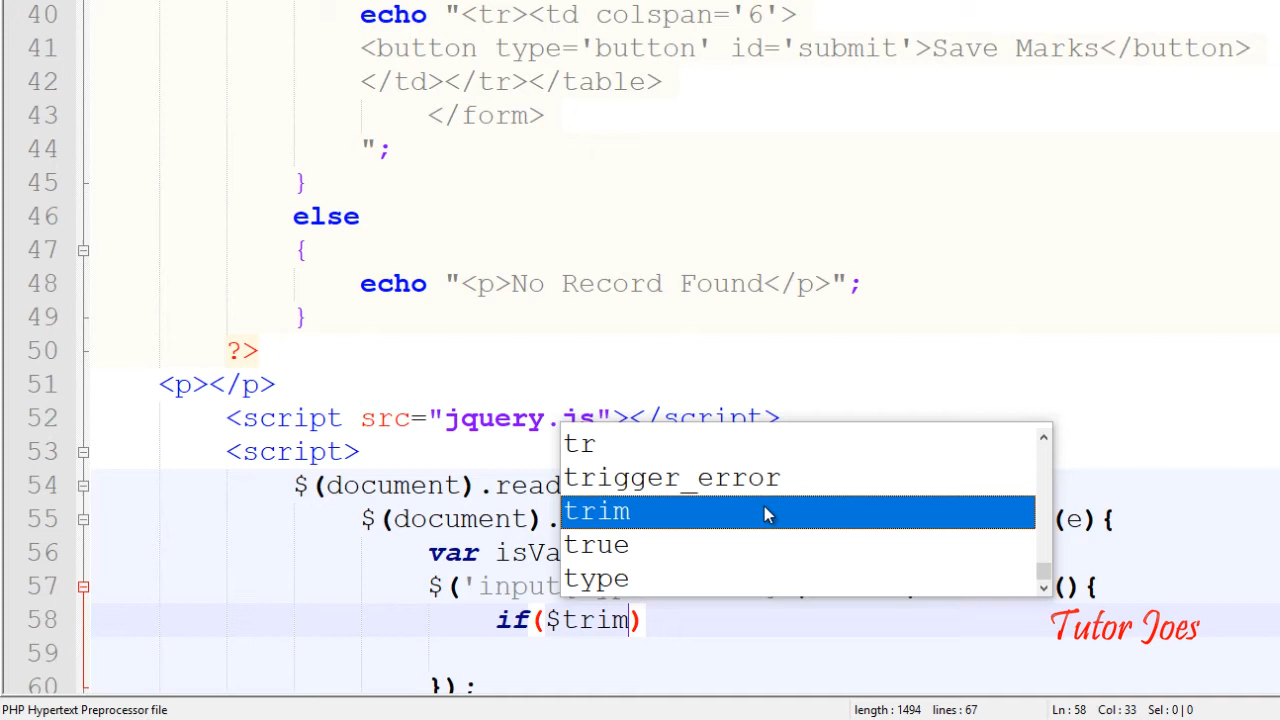 40 echo "<tr><td colspan='6'>
41 <button type='button' id='submit'>Save Marks</button>
42 </td></tr></table>
43 </form>
44 ";
45 }
46 else
47 {
48 echo "<p>No Record Found</p>";
49 }
50 ?>
51 <p></p>
52 <script src="jquery.js"></script>
53 <script>
54 $(document).read
55 $(document). (e){
56 var isVa
57 $('input (){
58 if($trim)
59
60 });
tr
trigger_error
trim
true
type
Tutor Joes
PHP Hypertext Preprocessor file length : 1494 lines : 67 Ln : 58 Col : 33 Sel : 0 | 0